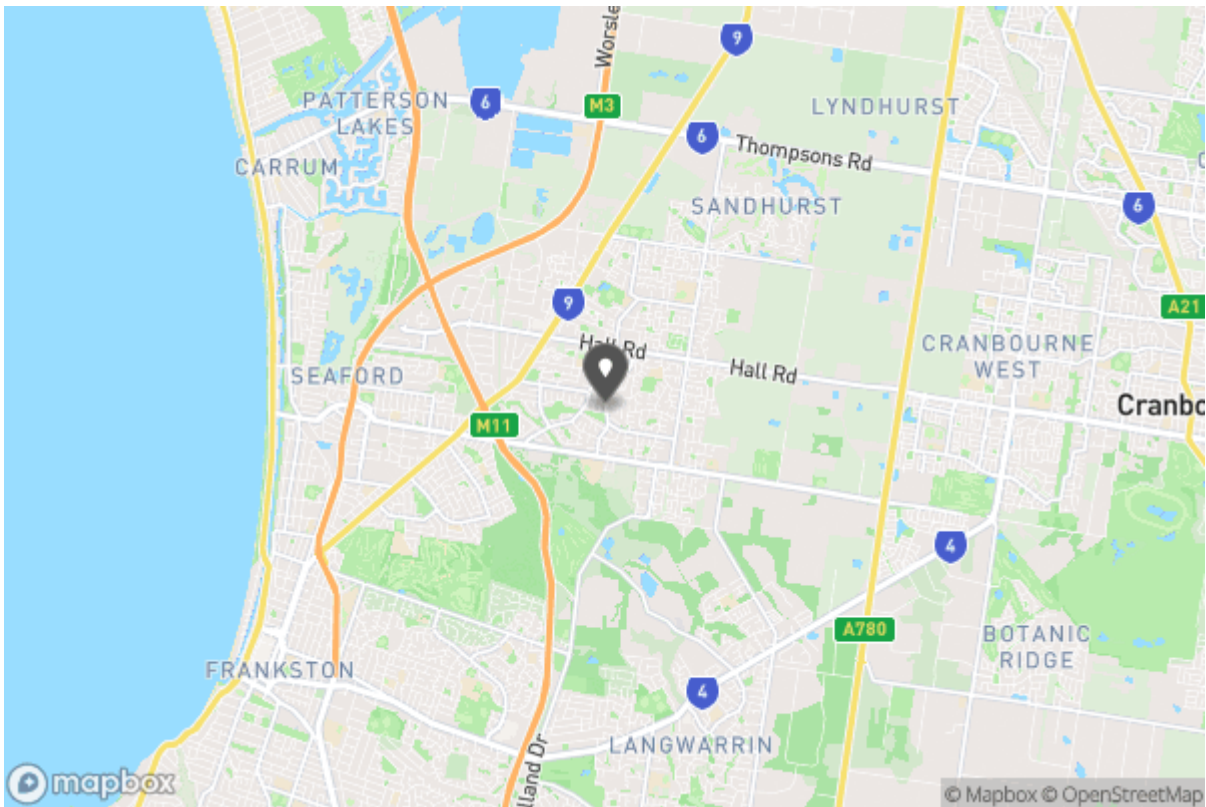 9
Worsle
6
M3
PATTERSON
LAKES
LYNDHURST
6
Thompsons Rd
CARRUM
SANDHURST
6
9
A21
Hall Rd
CRANBOURNE
WEST
SEAFORD
Hall Rd
Cranbo
M11
4
A780
BOTANIC
RIDGE
FRANKSTON
4
LANGWARRIN
lland Dr
mapbox
© Mapbox © OpenStreetMap